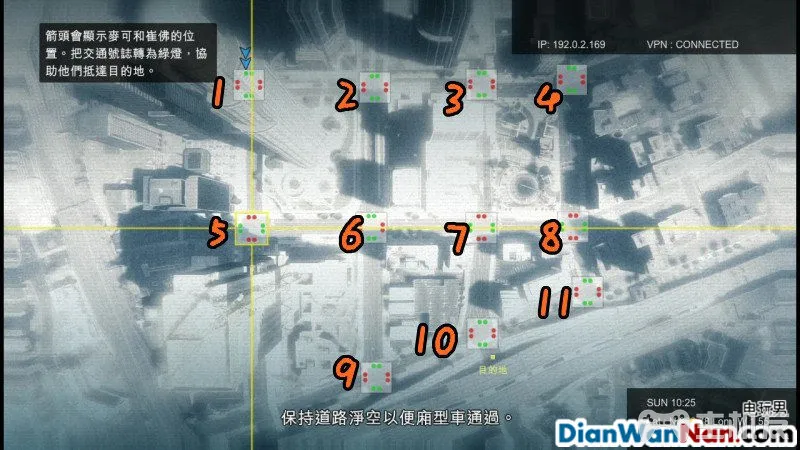 箭頭會顯示麥可和崔佛的位
置。把交通號誌轉為綠燈，協
助他們抵達目的地。
IP: 192.0.2.169 VPN : CONNECTED
1 2 3 4
5 6 7 8
11
10
9
目的地
保持道路淨空以便廂型車通過。
SUN 10:25
电玩男
DianWanNan.com